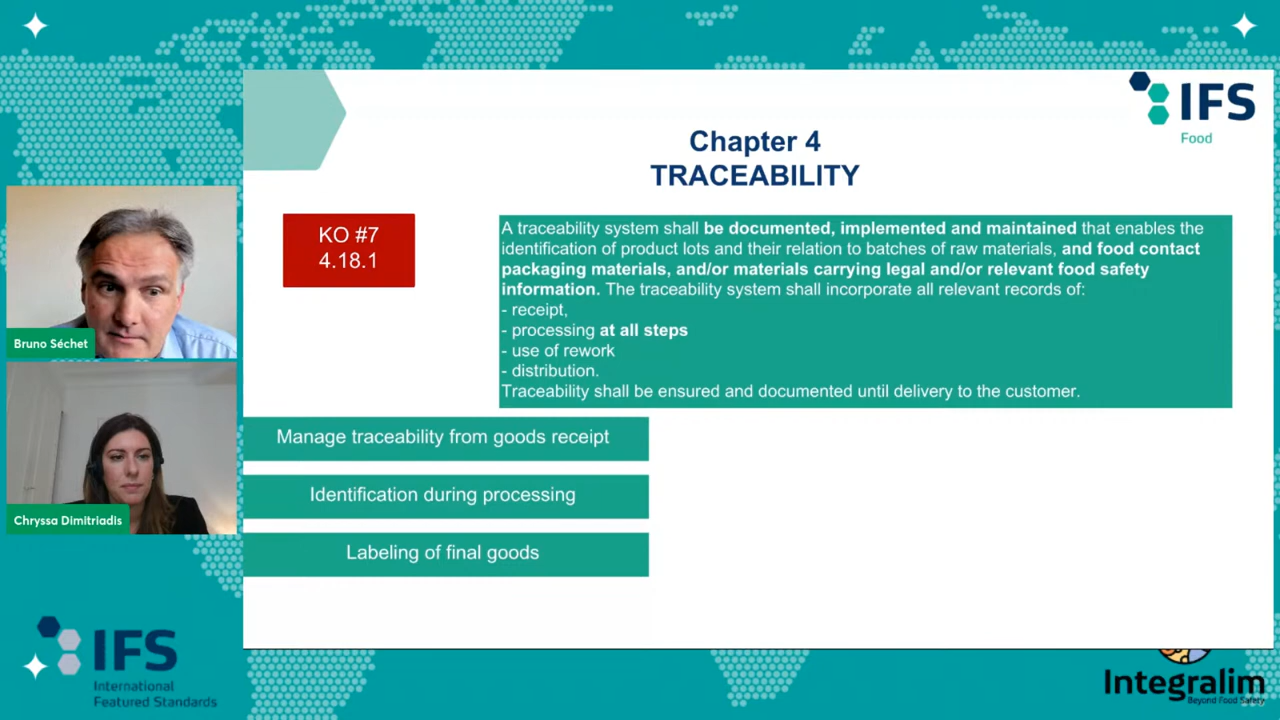 IFS
Food
Chapter 4
TRACEABILITY
KO #7
4.18.1
A traceability system shall be documented, implemented and maintained that enables the
identification of product lots and their relation to batches of raw materials, and food contact
packaging materials, and/or materials carrying legal and/or relevant food safety
information. The traceability system shall incorporate all relevant records of:
- receipt,
- processing at all steps
- use of rework
- distribution.
Traceability shall be ensured and documented until delivery to the customer.
Bruno Séchet
Manage traceability from goods receipt
Identification during processing
Chryssa Dimitriadis
Labeling of final goods
IFS
International
Featured Standards
Integralim
Beyond Food Safety